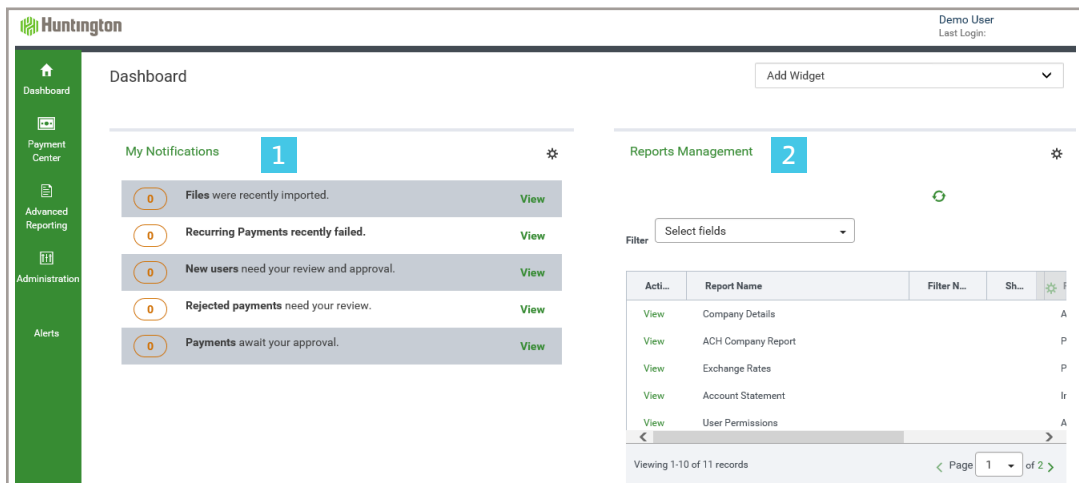 Huntington
Demo User
Last Login:
Dashboard
Add Widget
Dashboard
Payment
Center
Advanced
Reporting
Administration
Alerts
My Notifications
1
0 Files were recently imported. View
0 Recurring Payments recently failed. View
0 New users need your review and approval. View
0 Rejected payments need your review. View
0 Payments await your approval. View
Reports Management
2
Filter Select fields
Acti... Report Name Filter N... Sh... F
View Company Details A
View ACH Company Report P
View Exchange Rates P
View Account Statement Ir
View User Permissions A
Viewing 1-10 of 11 records Page 1 of 2